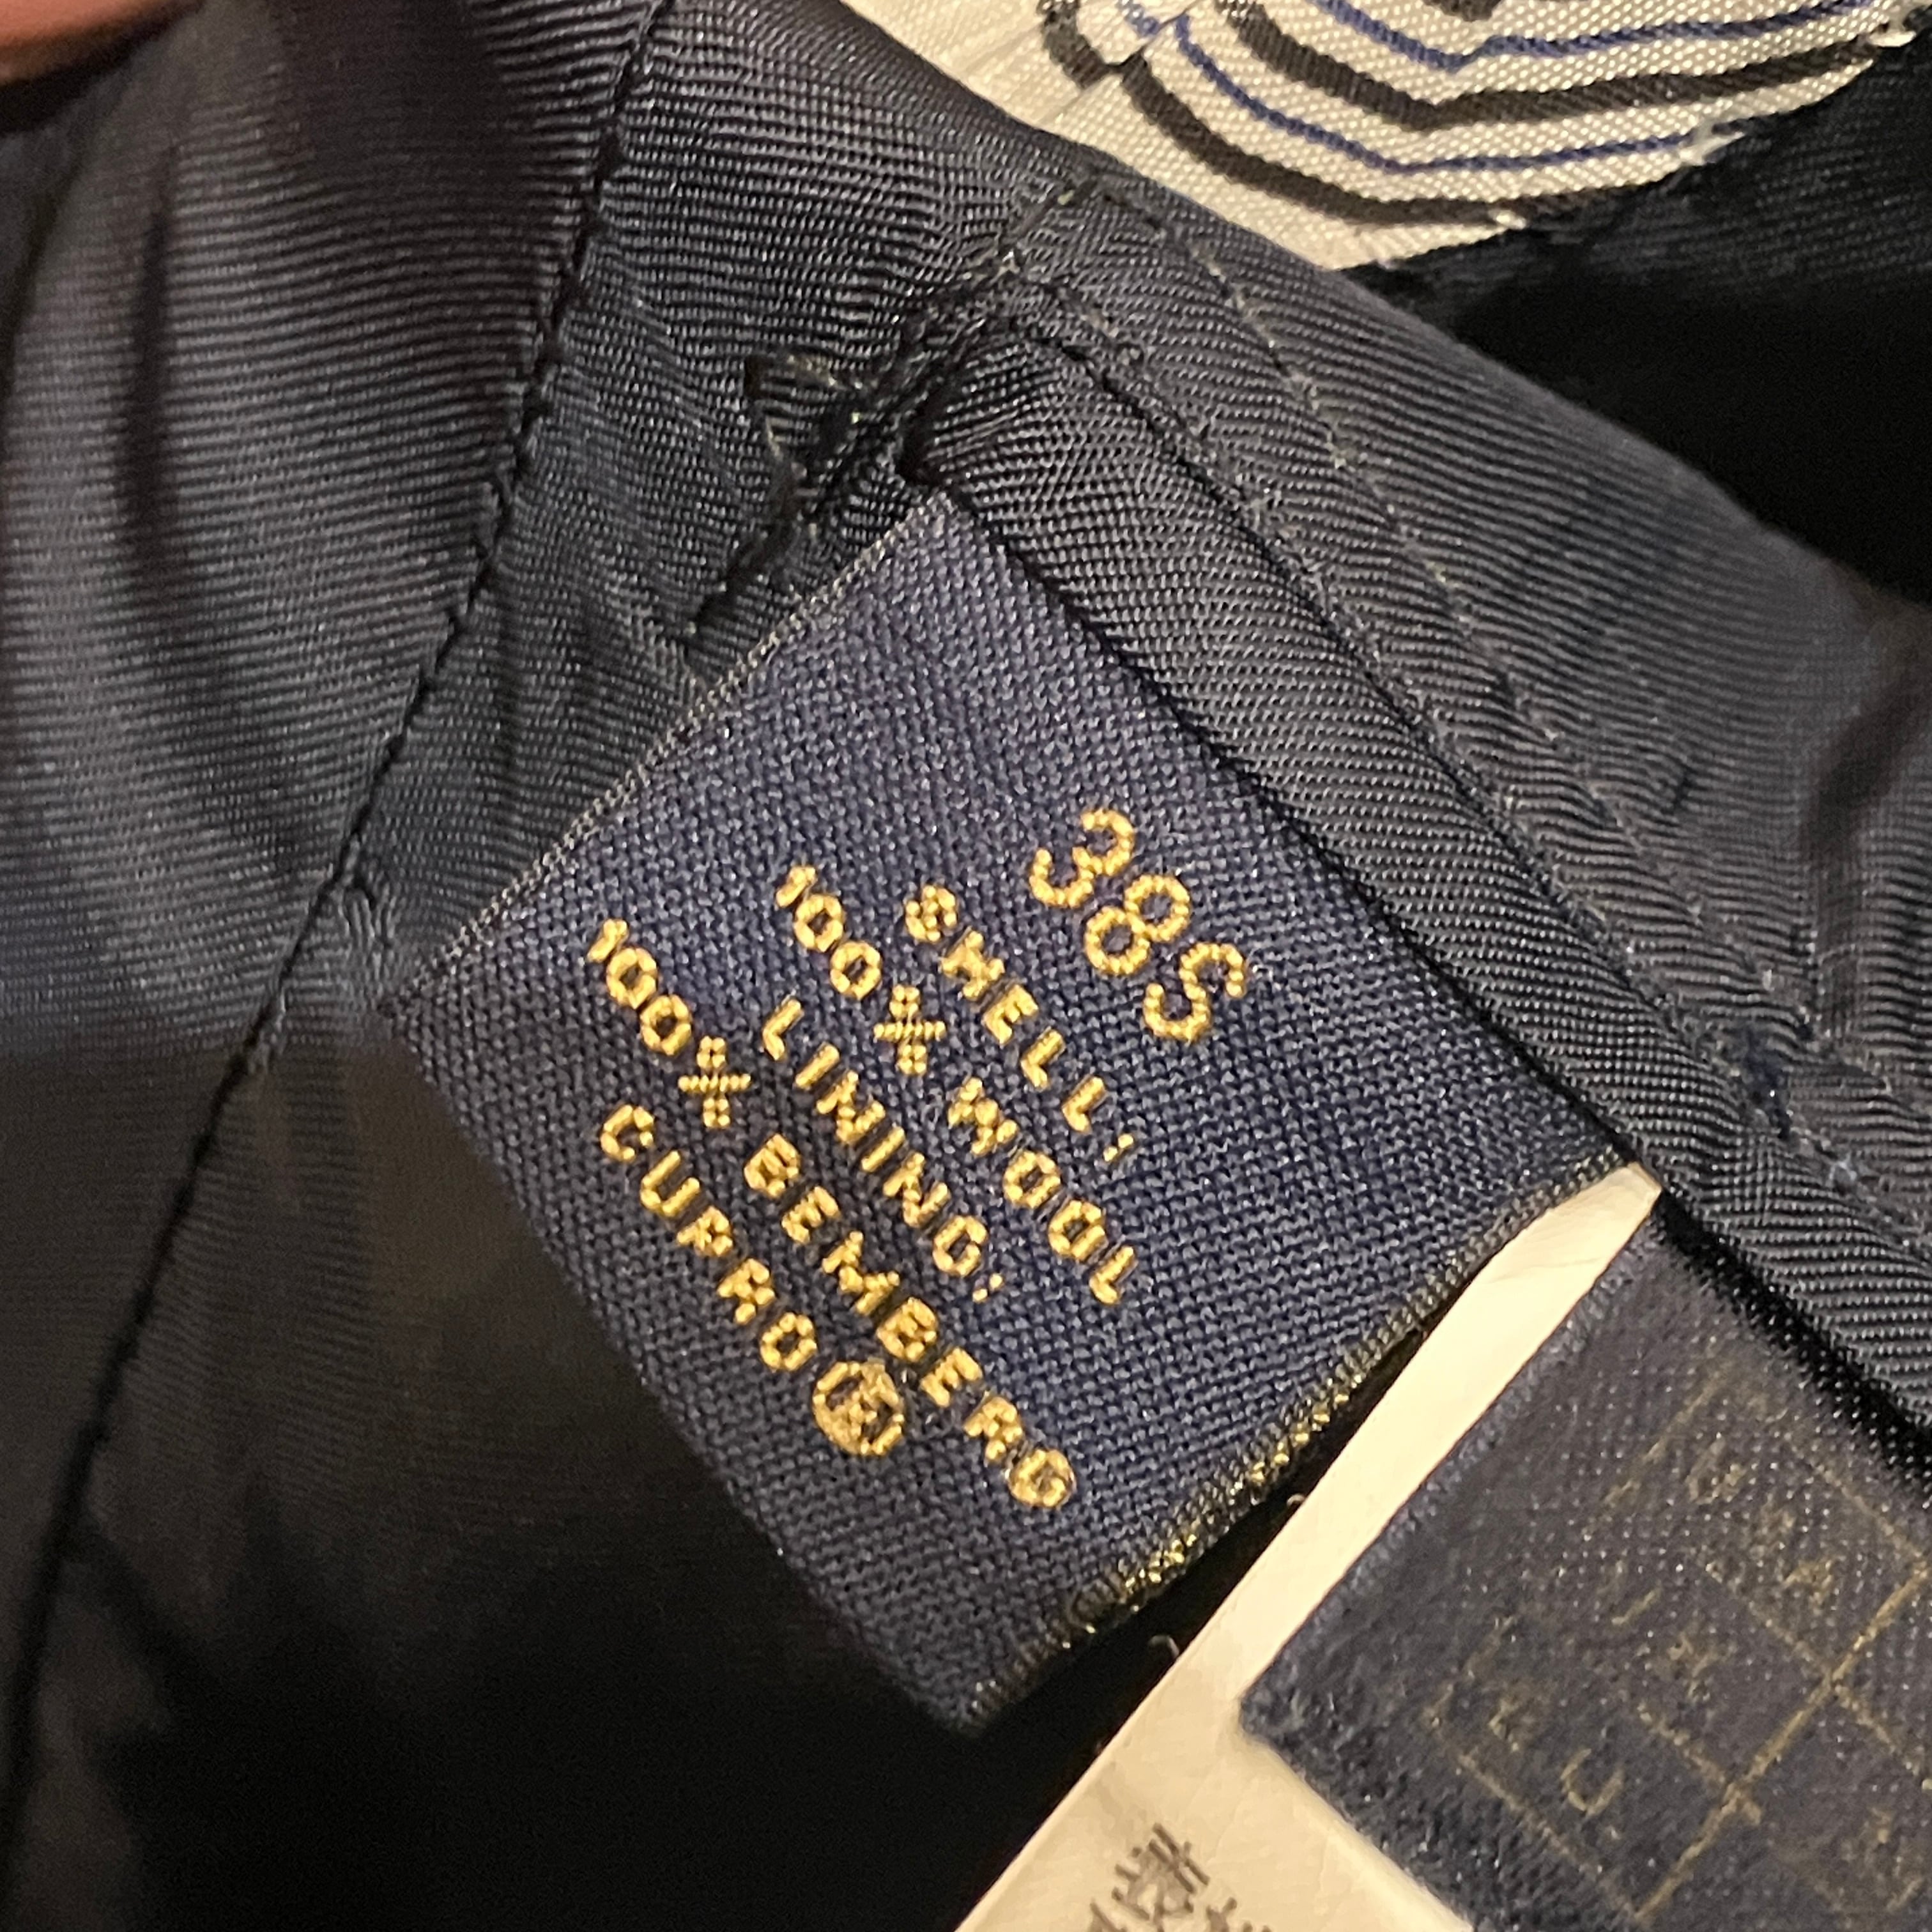 38S
SHELL:
100% WOOL
LINING:
100% BEMBERG
CUPRO®